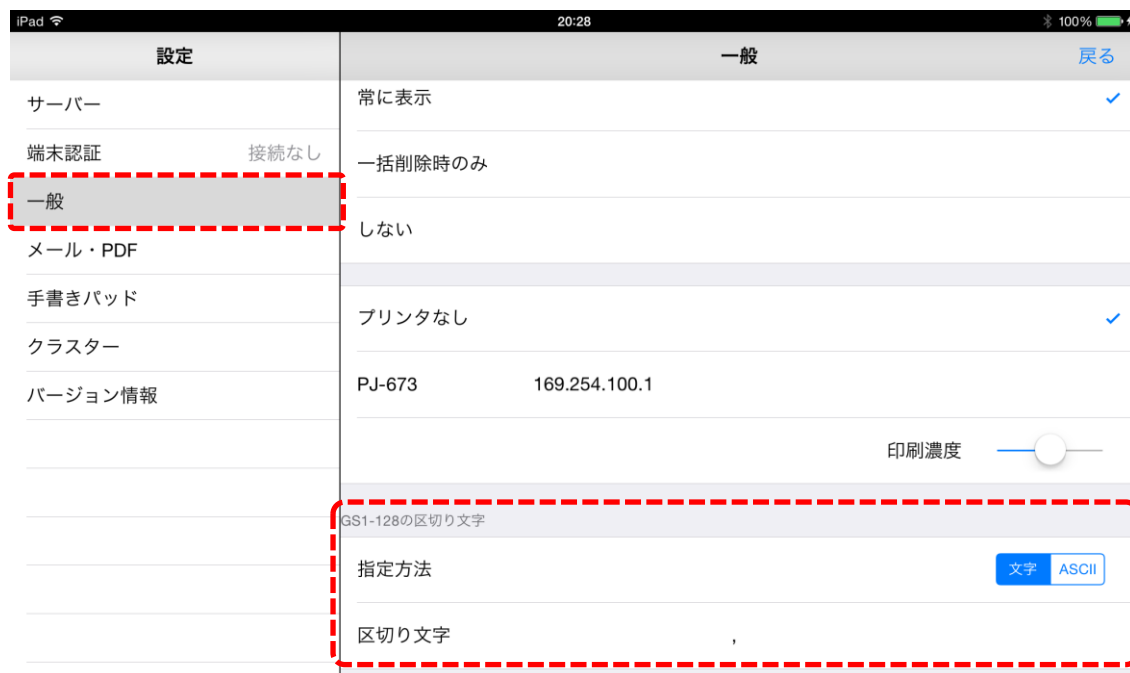 iPad 20:28 100%
設定
サーバー
端末認証 接続なし
一般
メール・PDF
手書きパッド
クラスター
バージョン情報
一般 戻る
常に表示
一括削除時のみ
しない
プリンタなし
PJ-673 169.254.100.1
印刷濃度
GS1-128の区切り文字
指定方法 文字 ASCII
区切り文字 ,